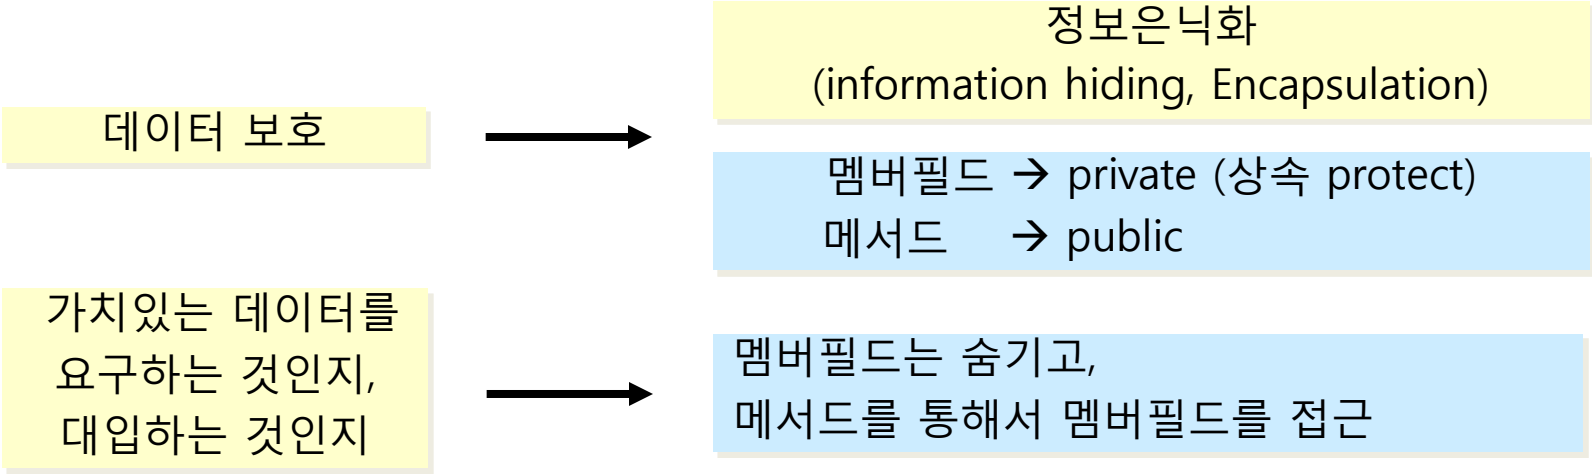 데이터 보호
정보은닉화
(information hiding, Encapsulation)
멤버필드 → private (상속 protect)
메서드 → public
가치있는 데이터를
요구하는 것인지,
대입하는 것인지
멤버필드는 숨기고,
메서드를 통해서 멤버필드를 접근